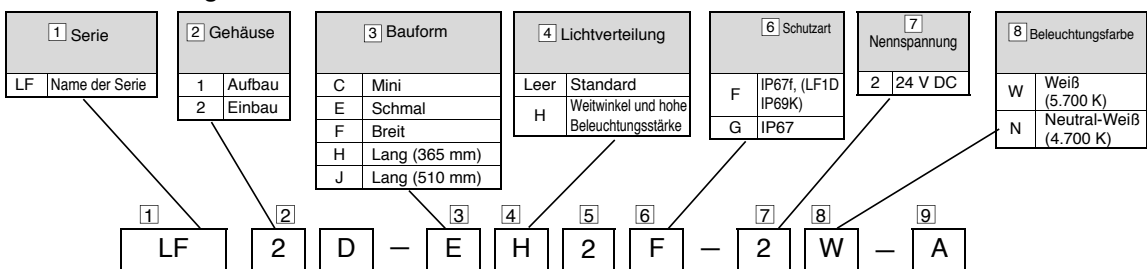 1 Serie
LF Name der Serie
2 Gehäuse
1 Aufbau
2 Einbau
3 Bauform
C Mini
E Schmal
F Breit
H Lang (365 mm)
J Lang (510 mm)
4 Lichtverteilung
Leer Standard
H Weitwinkel und hohe
Beleuchtungsstärke
6 Schutzart
F IP67f, (LF1D
IP69K)
G IP67
7
Nennspannung
2 24 V DC
8 Beleuchtungsfarbe
W Weiß
(5.700 K)
N Neutral-Weiß
(4.700 K)
1 2 3 4 5 6 7 8 9
LF 2 D – E H 2 F – 2 W – A